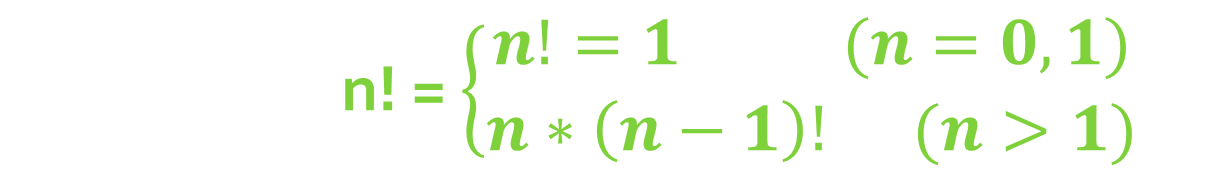 n! = { n! = 1 (n = 0, 1)
n * (n − 1)! (n > 1)